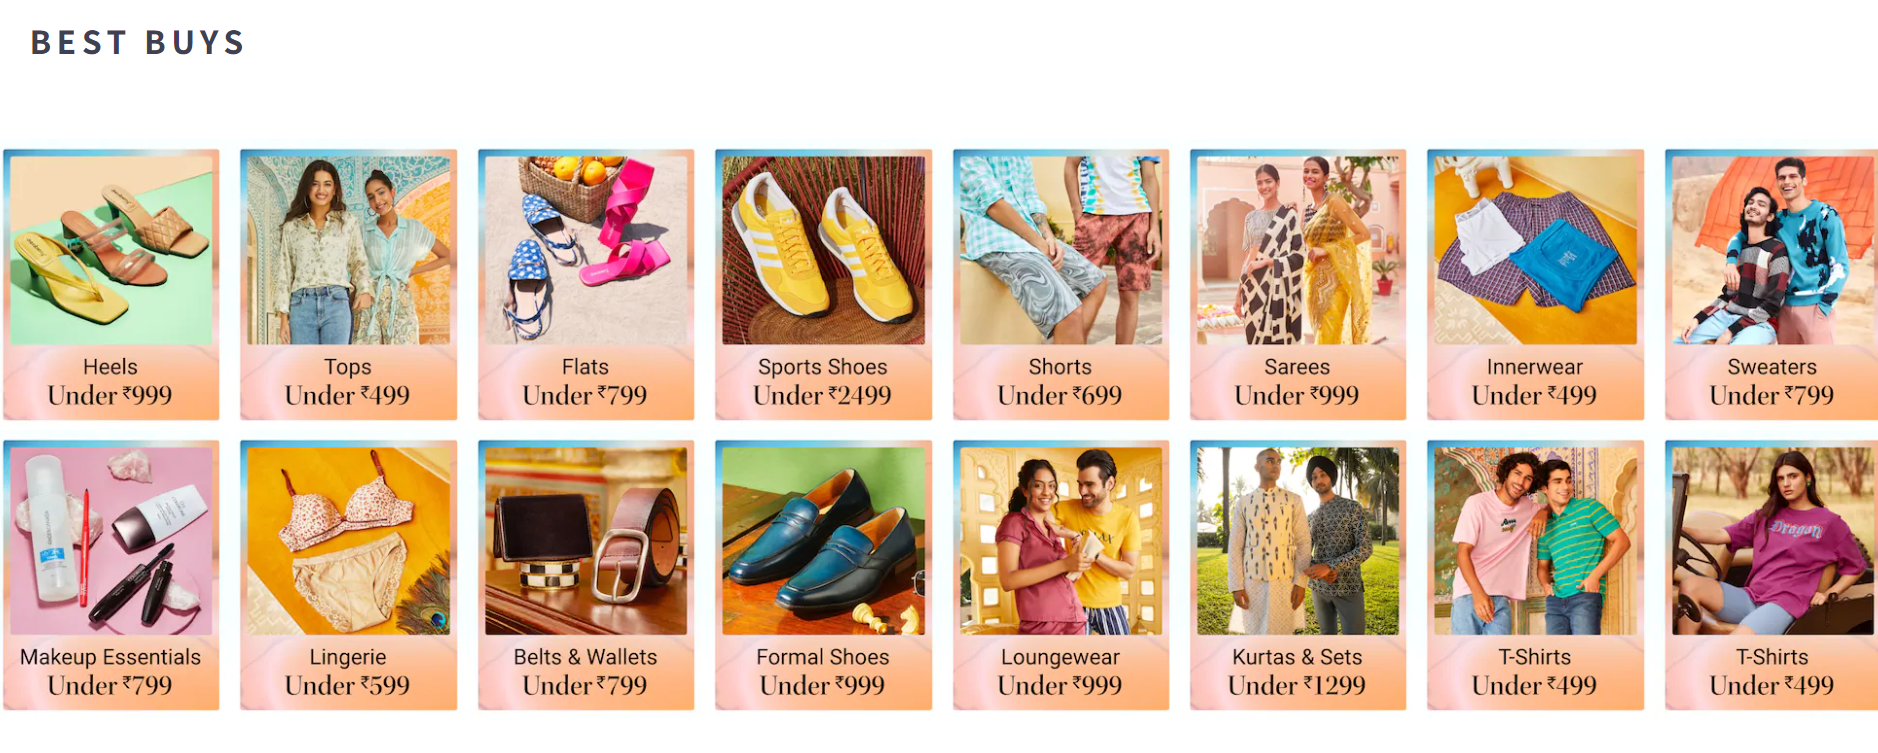 BEST BUYS
Heels
Under ₹999
Tops
Under ₹499
Flats
Under ₹799
Sports Shoes
Under ₹2499
Shorts
Under ₹699
Sarees
Under ₹999
Innerwear
Under ₹499
Sweaters
Under ₹799
Makeup Essentials
Under ₹799
Lingerie
Under ₹599
Belts & Wallets
Under ₹799
Formal Shoes
Under ₹999
Loungewear
Under ₹999
Kurtas & Sets
Under ₹1299
T-Shirts
Under ₹499
Dragon
T-Shirts
Under ₹499